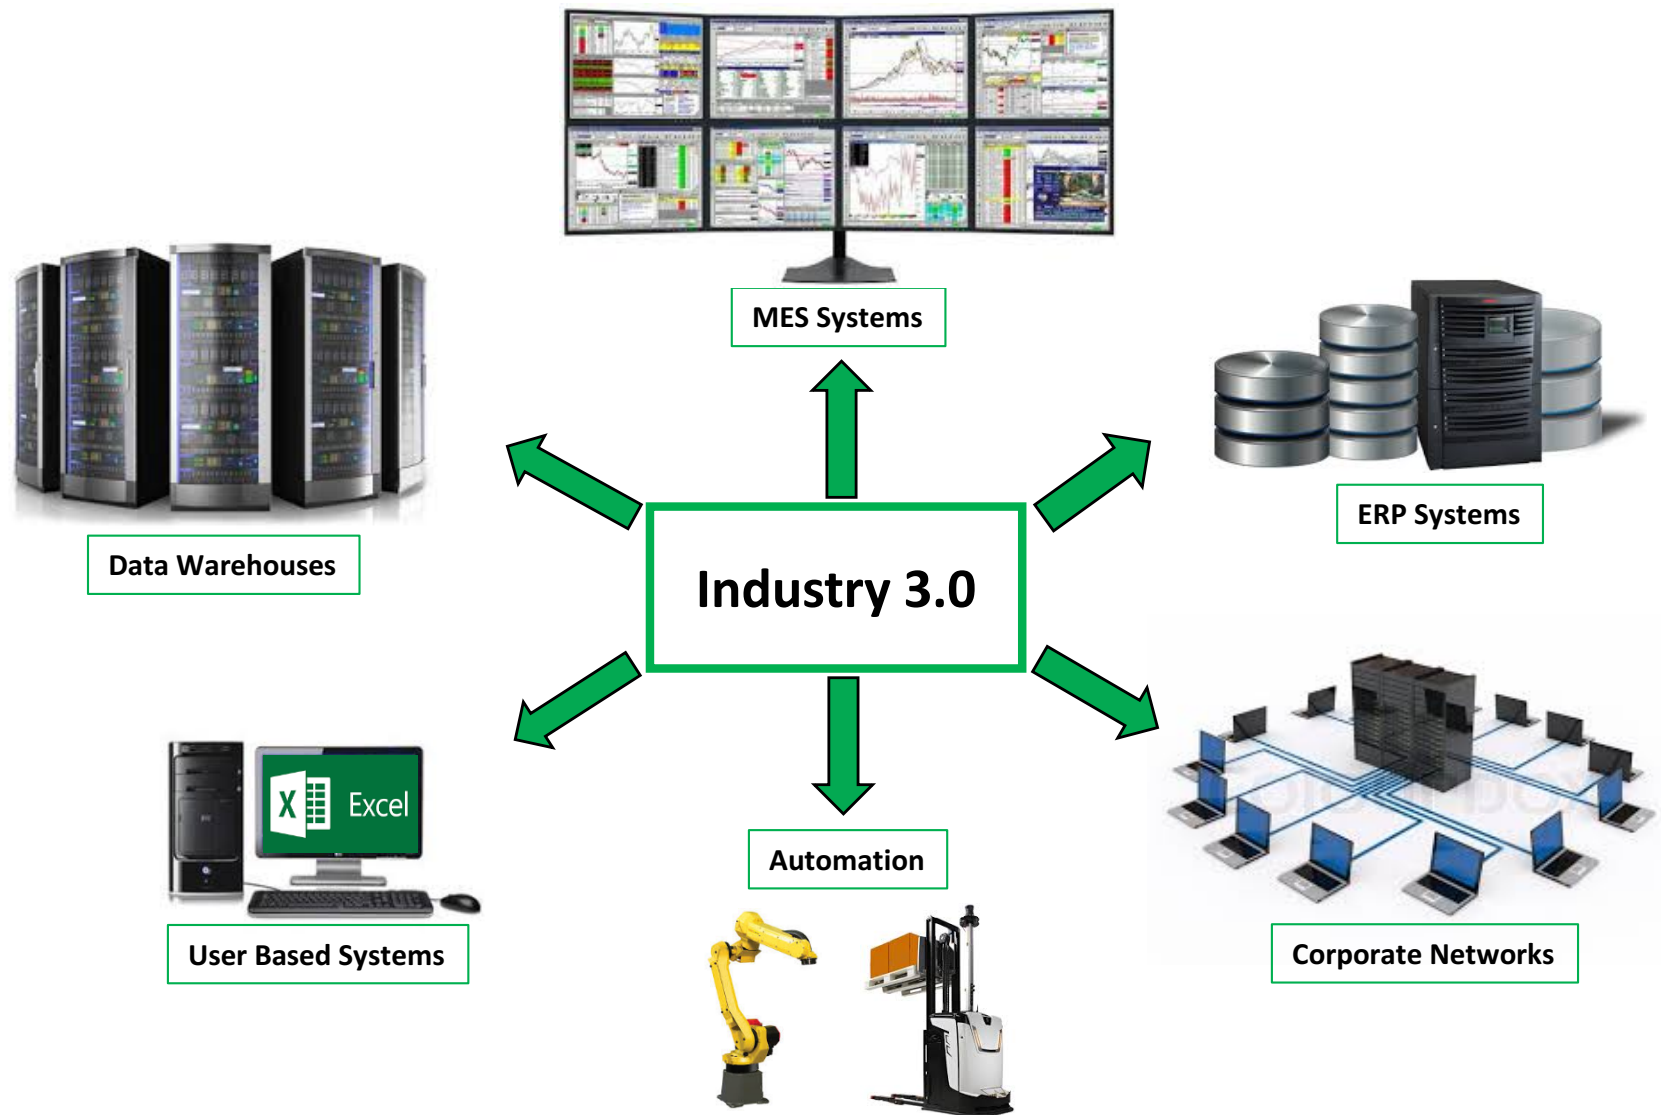 MES Systems
ERP Systems
Data Warehouses
Industry 3.0
X
Excel
Automation
User Based Systems
Corporate Networks